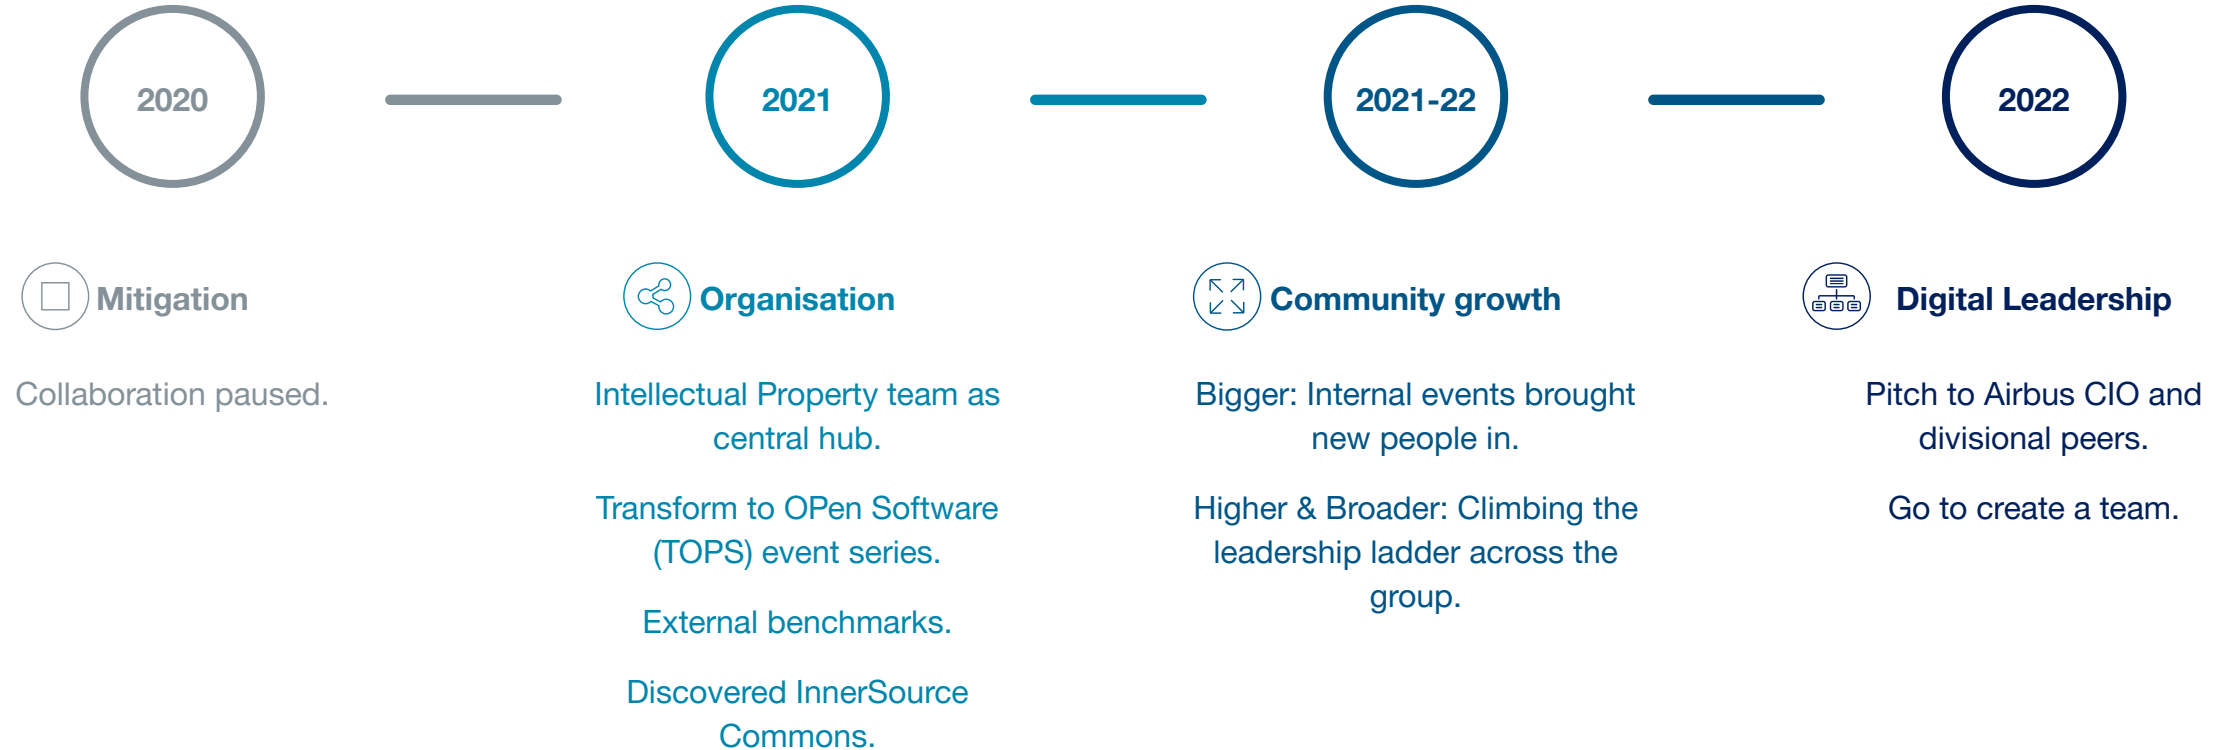 2020
2021
2021-22
2022
Mitigation
Collaboration paused.
Organisation
Intellectual Property team as
central hub.
Transform to OPen Software
(TOPS) event series.
External benchmarks.
Discovered InnerSource
Commons.
Community growth
Bigger: Internal events brought
new people in.
Higher & Broader: Climbing the
leadership ladder across the
group.
Digital Leadership
Pitch to Airbus CIO and
divisional peers.
Go to create a team.